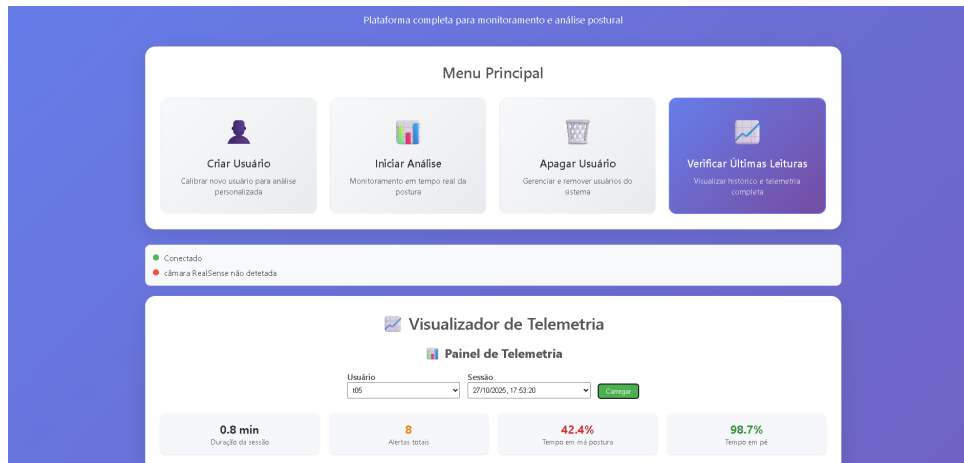 Plataforma completa para monitoramento e análise postural
Menu Principal
Criar Usuário
Calibrar novo usuário para análise
personalizada
Iniciar Análise
Monitoramento em tempo real da
postura
Apagar Usuário
Gerenciar e remover usuários do
sistema
Verificar Últimas Leituras
Visualizar histórico e telemetria
completa
Conectado
câmara RealSense não detetada
Visualizador de Telemetria
Painel de Telemetria
Usuário
t05
Sessão
27/10/2025, 17:53:20
Carregar
0.8 min
Duração da sessão
8
Alertas totais
42.4%
Tempo em má postura
98.7%
Tempo em pé